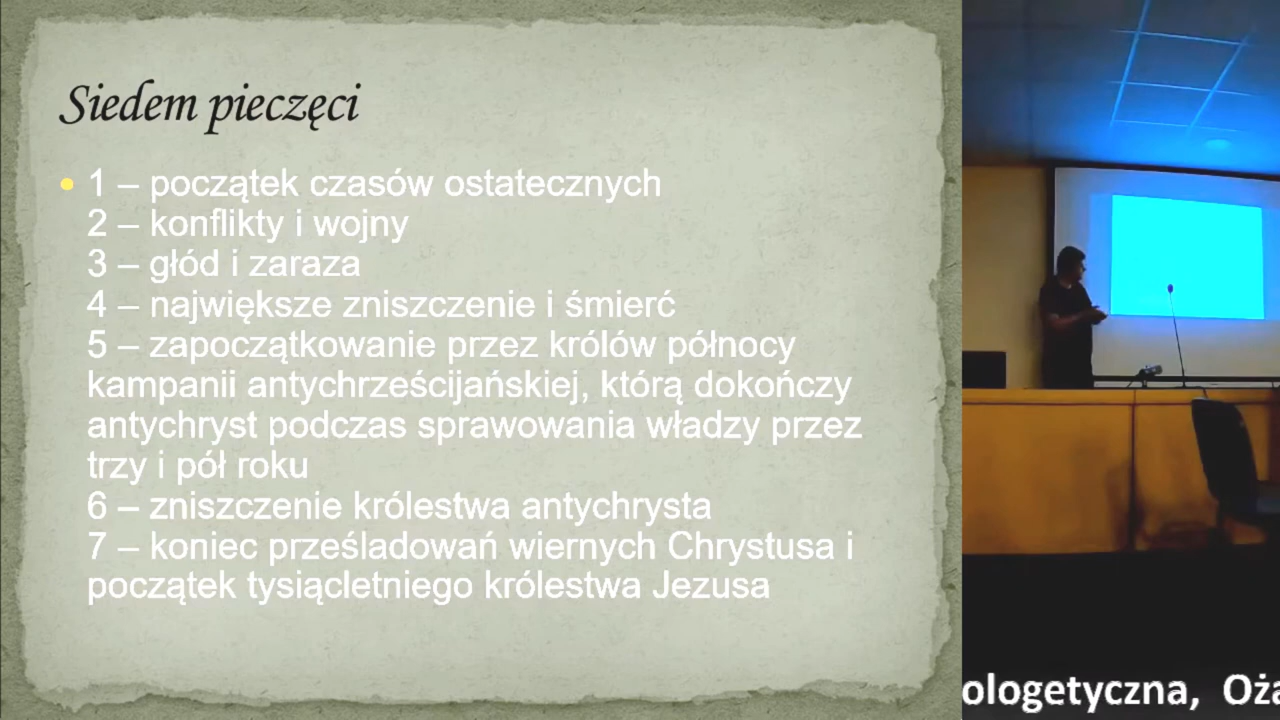 Siedem pieczęci
• 1 – początek czasów ostatecznych
2 – konflikty i wojny
3 – głód i zaraza
4 – największe zniszczenie i śmierć
5 – zapoczątkowanie przez królów północy
kampanii antychrześcijańskiej, którą dokończy
antychryst podczas sprawowania władzy przez
trzy i pół roku
6 – zniszczenie królestwa antychrysta
7 – koniec prześladowań wiernych Chrystusa i
początek tysiącletniego królestwa Jezusa
ologetyczna, Oża